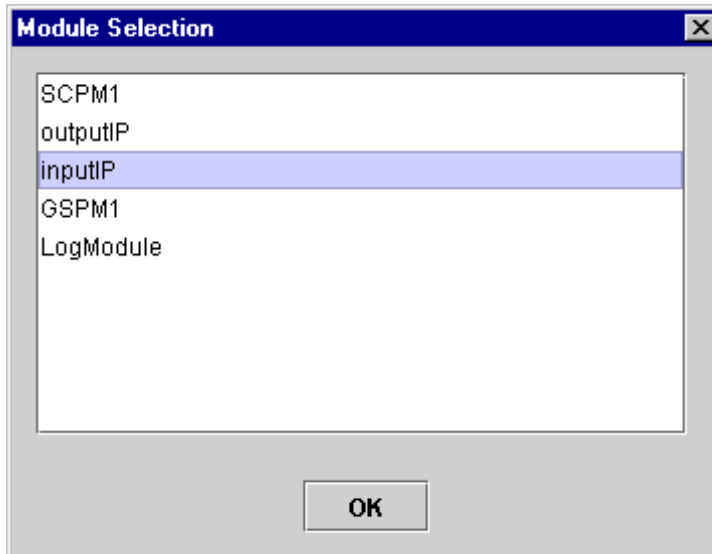 Module Selection
SCPM1
outputIP
inputIP
GSPM1
LogModule
OK